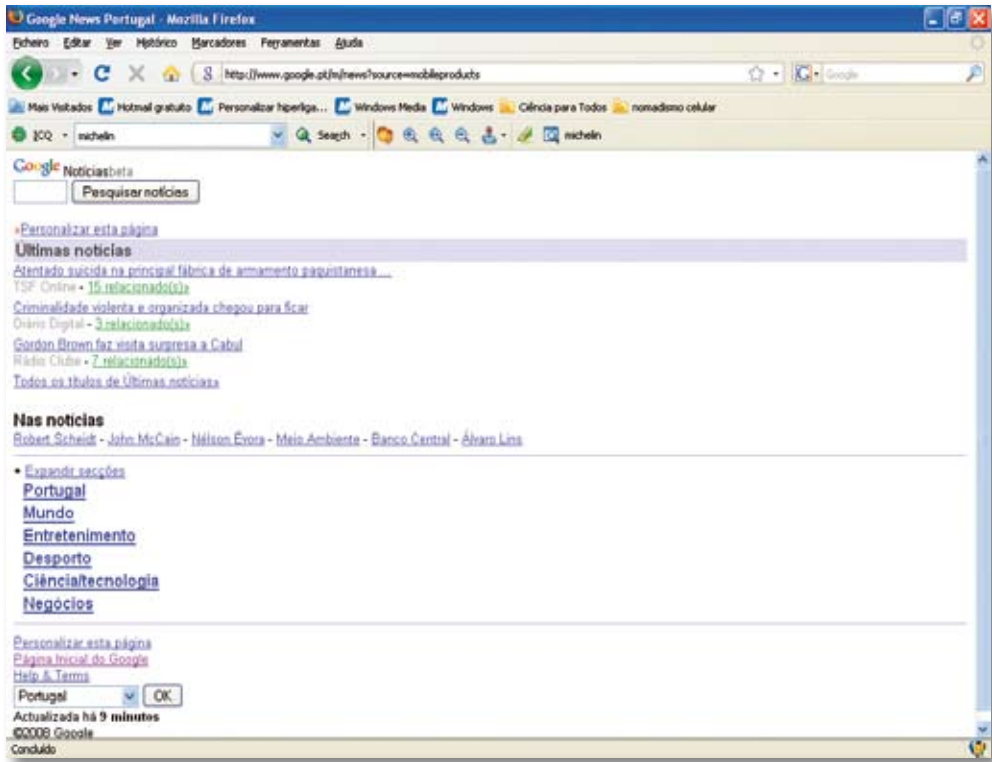 Google News Portugal - Mozilla Firefox
Ficheiro Editar Ver Histórico Marcadores Ferramentas Ajuda
http://www.google.pt/m/news?source=mobileproducts Google
Mais Visitados Hotmail gratuito Personalizar hiperliga... Windows Media Windows Ciência para Todos nomadismo celular
ICQ michelin Search michelin
Google Notícias beta
Pesquisar notícias
»Personalizar esta página
Últimas notícias
Atentado suicida na principal fábrica de armamento paquistanesa ...
TSF Online - 15 relacionado(s)»
Criminalidade violenta e organizada chegou para ficar
Diário Digital - 3 relacionado(s)»
Gordon Brown faz visita surpresa a Cabul
Rádio Clube - 7 relacionado(s)»
Todos os títulos de Últimas notícias»
Nas notícias
Robert Scheidt - John McCain - Nélson Évora - Meio Ambiente - Banco Central - Álvaro Lins
• Expandir secções
Portugal
Mundo
Entretenimento
Desporto
Ciência/tecnologia
Negócios
Personalizar esta página
Página Inicial do Google
Help & Terms
Portugal OK
Actualizada há 9 minutos
©2008 Google
Concluído